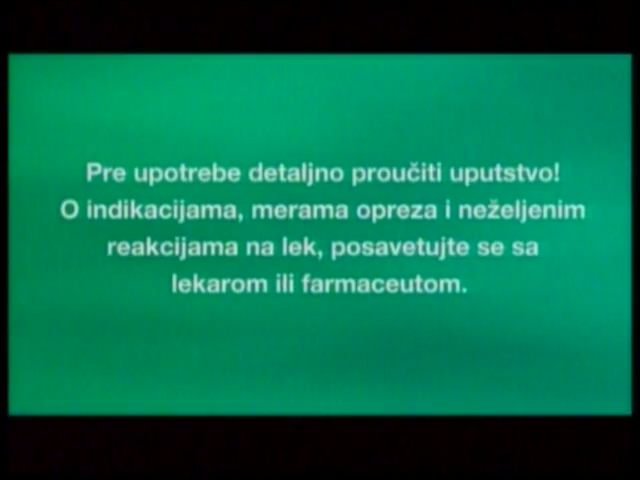 Pre upotrebe detaljno proučiti uputstvo!
O indikacijama, merama opreza i neželjenim
reakcijama na lek, posavetujte se sa
lekarom ili farmaceutom.